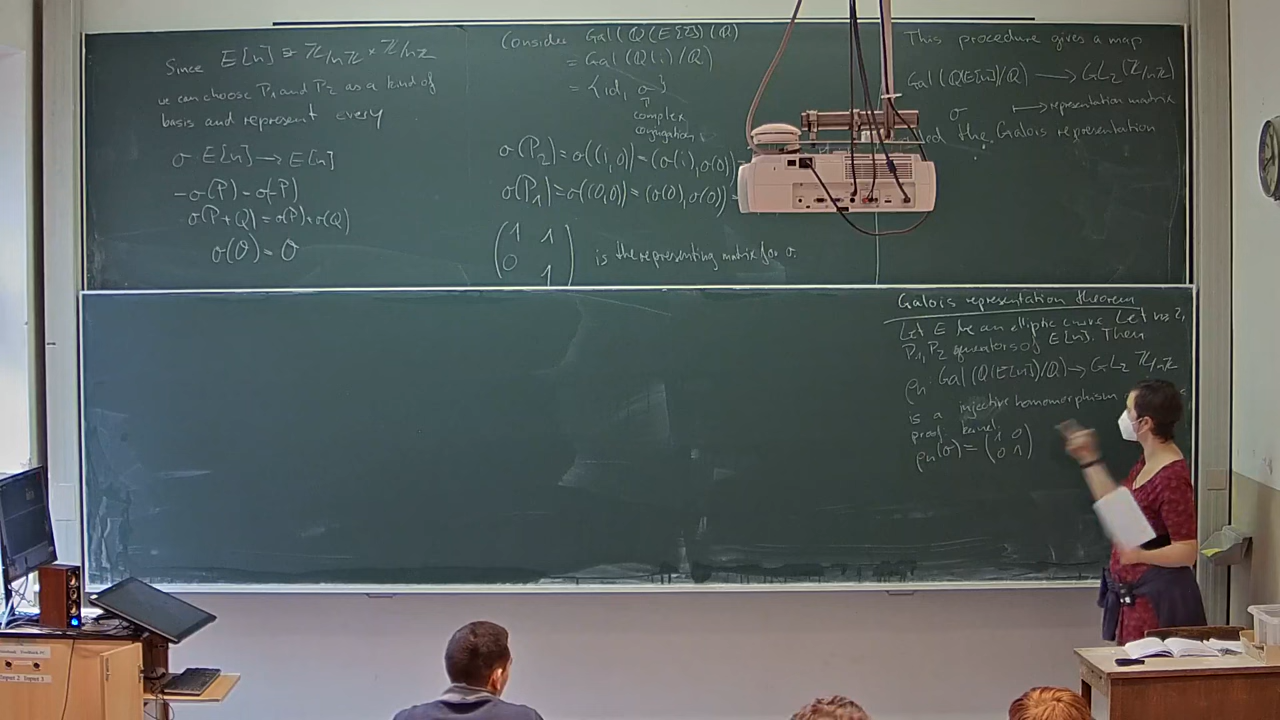 Since E[n] ≅ ℤ/nℤ × ℤ/nℤ
we can choose P₁ and P₂ as a kind of
basis and represent every
σ E[n] → E[n]
-σ(P) = σ(-P)
σ(P+Q) = σ(P)+σ(Q)
σ(O) = O
Consider Gal(Q(E[2])/Q)
= Gal(Q(i)/Q)
= {id, σ}
complex
conjugation
σ(P₂) = σ((i,0)) = (σ(i), σ(0))
σ(P₁) = σ((0,0)) = (σ(0), σ(0)) =
(1 1
0 1)
is the representing matrix for σ.
This procedure gives a map
Gal(Q(E[n])/Q) → GL₂(ℤ/nℤ)
σ ↦ representation matrix
the Galois representation
Galois representation theorem
Let E be an elliptic curve. Let n≥2,
P₁, P₂ generators of E[n]. Then
ρₙ: Gal(Q(E[n])/Q) → GL₂ ℤ/nℤ
is a injective homomorphism
proof: kernel:
ρₙ(σ) = (1 0
0 1)
Input 2 Input 3